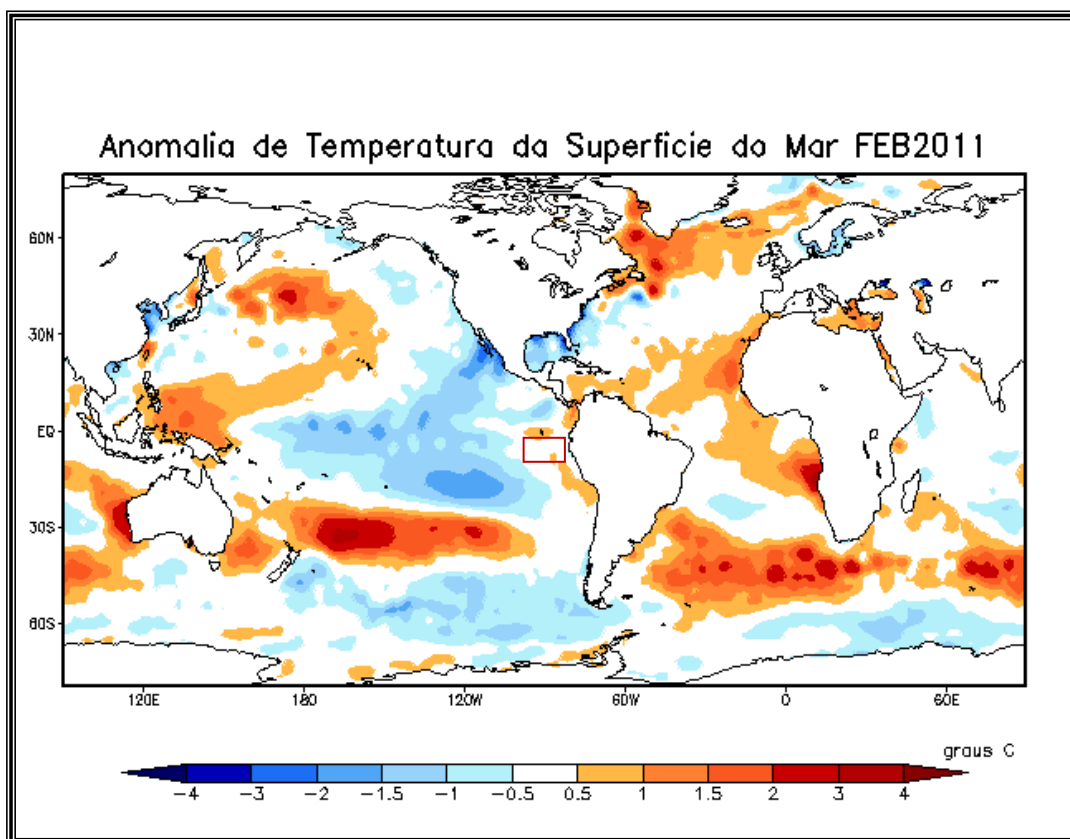 Anomalia de Temperatura da Superficie do Mar FEB2011
60N
30N
EQ
30S
60S
120E 180 120W 60W 0 60E
graus C
-4 -3 -2 -1.5 -1 -0.5 0.5 1 1.5 2 3 4